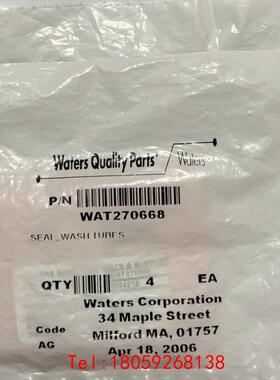 Waters Quality Parts
Waters
P/N
WAT270668
SEAL, WASH TUBES
QTY 4 EA
Waters Corporation
34 Maple Street
Code Milford MA, 01757
AG Apr 18, 2006
Tel:18059268138